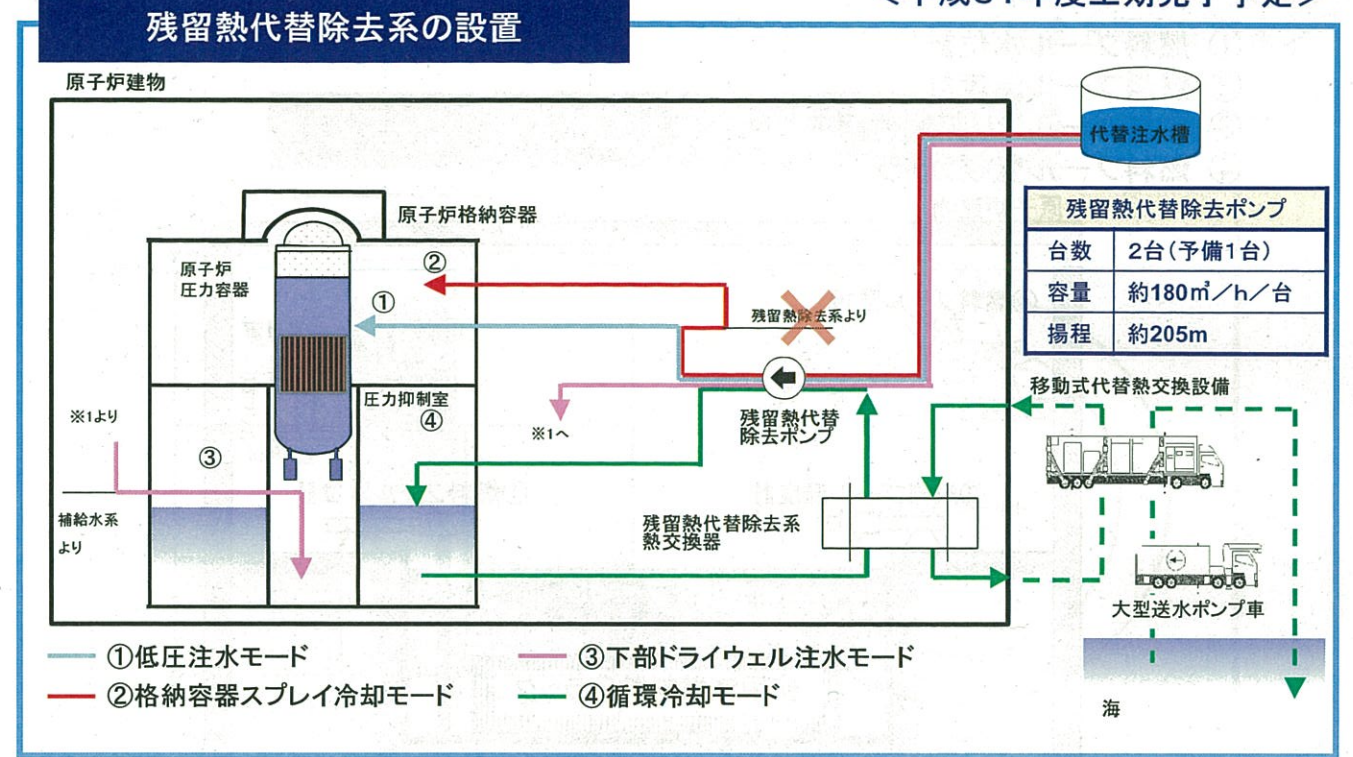 残留熱代替除去系の設置
原子炉建物
代替注水槽
原子炉格納容器
残留熱代替除去ポンプ
台数 2台(予備1台)
容量 約180㎡/h/台
揚程 約205m
原子炉
圧力容器
②
①
残留熱除去系より
移動式代替熱交換設備
圧力抑制室
④
※1より
※1へ
残留熱代替
除去ポンプ
③
補給水系
より
残留熱代替除去系
熱交換器
大型送水ポンプ車
海
①低圧注水モード
③下部ドライウェル注水モード
②格納容器スプレイ冷却モード
④循環冷却モード